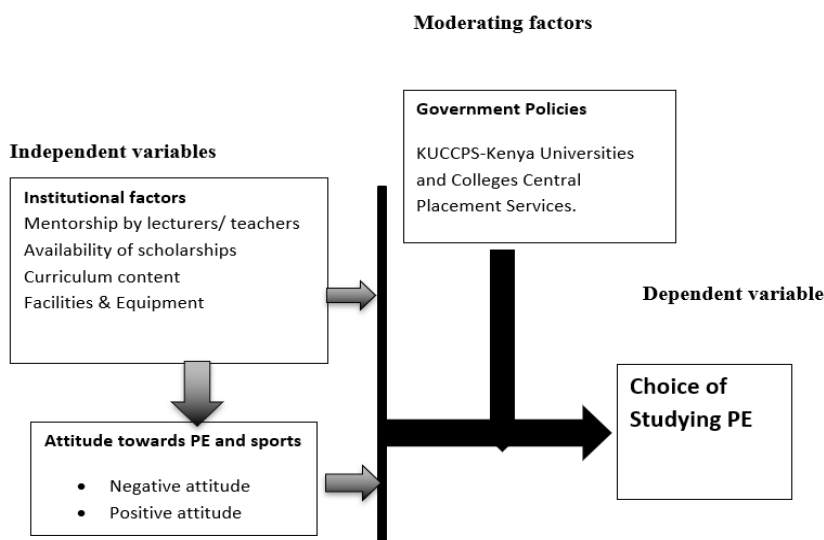 Moderating factors
Government Policies
KUCCPS-Kenya Universities
and Colleges Central
Placement Services.
Independent variables
Institutional factors
Mentorship by lecturers/ teachers
Availability of scholarships
Curriculum content
Facilities & Equipment
Attitude towards PE and sports
• Negative attitude
• Positive attitude
Dependent variable
Choice of
Studying PE